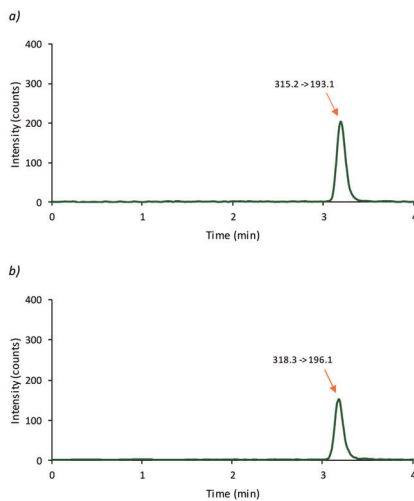 a)
400
315.2 ->193.1
300
200
100
0
Intensity (counts)
0 1 2 3 4
Time (min)
b)
400
300
318.3 ->196.1
200
100
0
Intensity (counts)
0 1 2 3 4
Time (min)